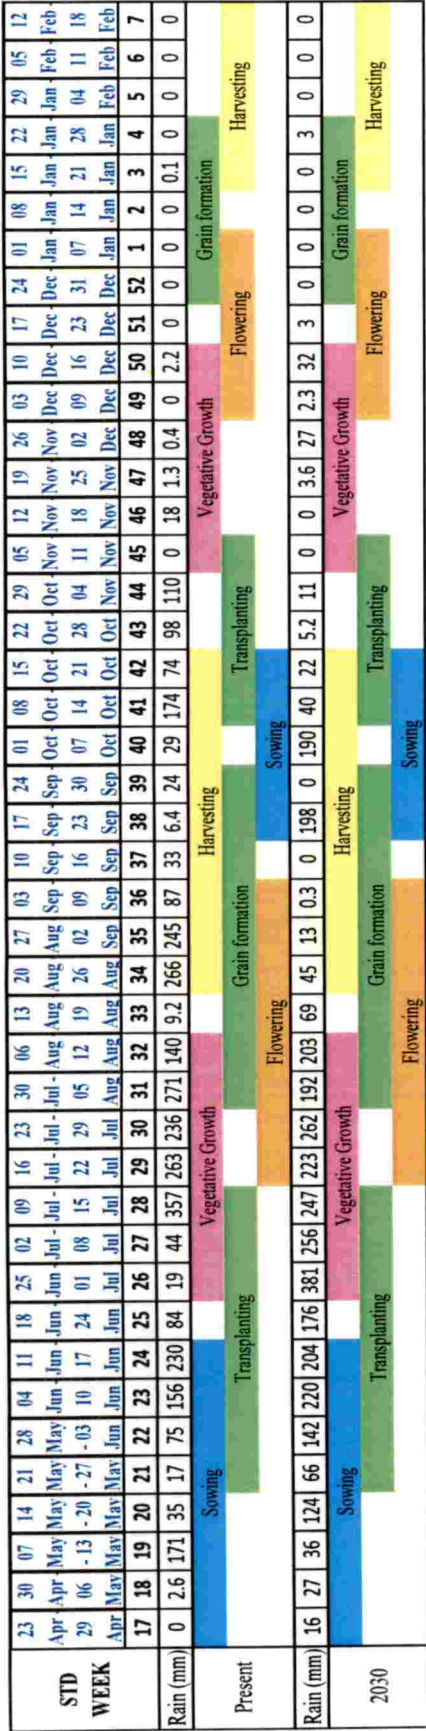 23 30 07 14 21 28 04 11 18 25 02 09 16 23 30 06 13 20 27 03 10 17 24 01 08 15 22 29 05 12 19 26 03 10 17 24 01 08 15 22 29 05 12
Apr - Apr - May May May May Jun - Jun - Jun - Jun - Jul - Jul - Jul - Jul - Jul - Aug Aug Aug Aug Sep - Sep - Sep - Sep - Oct - Oct - Oct - Oct - Oct - Nov - Nov - Nov - Nov - Dec - Dec - Dec - Dec - Jan - Jan - Jan - Jan - Jan - Feb - Feb -
29 06 - 13 - 20 - 27 - 03 10 17 24 01 08 15 22 29 05 12 19 26 02 09 16 23 30 07 14 21 28 04 11 18 25 02 09 16 23 31 07 14 21 28 04 11 18
Apr May May May May Jun Jun Jun Jun Jul Jul Jul Jul Jul Aug Aug Aug Aug Sep Sep Sep Sep Sep Oct Oct Oct Oct Nov Nov Nov Nov Dec Dec Dec Dec Dec Jan Jan Jan Jan Feb Feb Feb
STD
WEEK
17 18 19 20 21 22 23 24 25 26 27 28 29 30 31 32 33 34 35 36 37 38 39 40 41 42 43 44 45 46 47 48 49 50 51 52 1 2 3 4 5 6 7
Rain (mm) 0 2.6 171 35 17 75 156 230 84 19 44 357 263 236 271 140 9.2 266 245 87 33 6.4 24 29 174 74 98 110 0 18 1.3 0.4 0 2.2 0 0 0 0 0.1 0 0 0 0
Present
Sowing Vegetative Growth Harvesting Vegetative Growth Grain formation
Transplanting Grain formation Transplanting Flowering Harvesting
Flowering Sowing
Rain (mm) 16 27 36 124 66 142 220 204 176 381 256 247 223 262 192 203 69 45 13 0.3 0 198 0 190 40 22 5.2 11 0 0 3.6 27 2.3 32 3 0 0 0 0 3 0 0 0
2030
Sowing Vegetative Growth Harvesting Vegetative Growth Grain formation
Transplanting Grain formation Transplanting Flowering Harvesting
Flowering Sowing